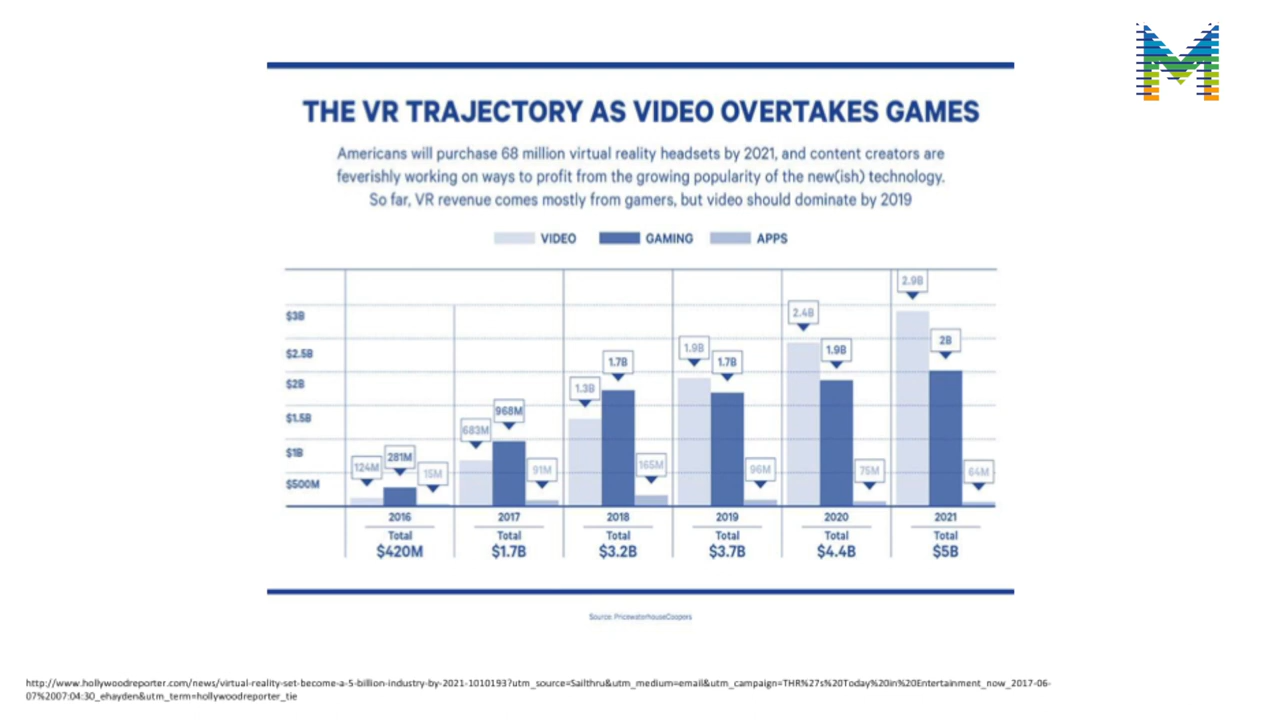 M
THE VR TRAJECTORY AS VIDEO OVERTAKES GAMES
Americans will purchase 68 million virtual reality headsets by 2021, and content creators are
feverishly working on ways to profit from the growing popularity of the new(ish) technology.
So far, VR revenue comes mostly from gamers, but video should dominate by 2019
VIDEO GAMING APPS
$3B
$2.5B
$2B
$1.5B
$1B
$500M
124M 281M 15M
683M 968M 91M
1.3B 1.7B 165M
1.9B 1.7B 96M
2.4B 1.9B 75M
2.9B 2B 64M
2016 2017 2018 2019 2020 2021
Total Total Total Total Total Total
$420M $1.7B $3.2B $3.7B $4.4B $5B
Source: PricewaterhouseCoopers
http://www.hollywoodreporter.com/news/virtual-reality-set-become-a-5-billion-industry-by-2021-1010193?utm_source=Sailthru&utm_medium=email&utm_campaign=THR%27s%20Today%20in%20Entertainment_now_2017-06-
07%2007:04:30_ehayden&utm_term=hollywoodreporter_tie